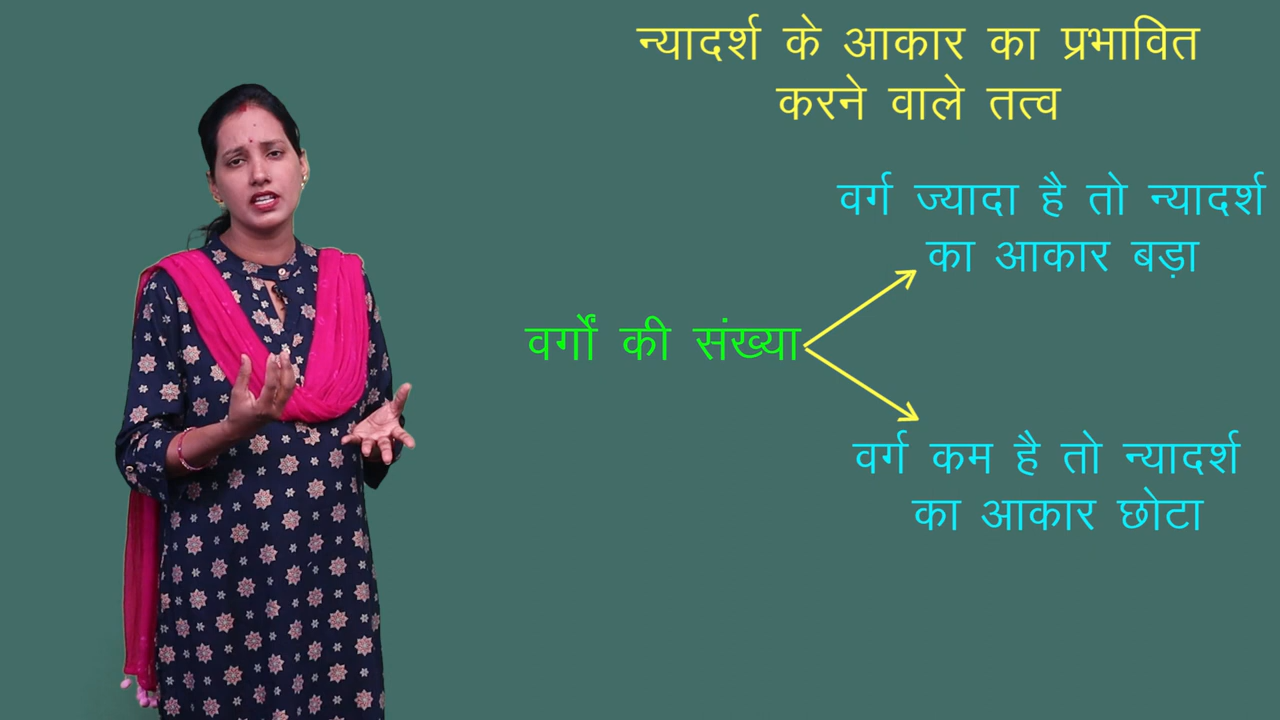 न्यादर्श के आकार का प्रभावित
करने वाले तत्व
वर्ग ज्यादा है तो न्यादर्श
का आकार बड़ा
वर्गों की संख्या
वर्ग कम है तो न्यादर्श
का आकार छोटा